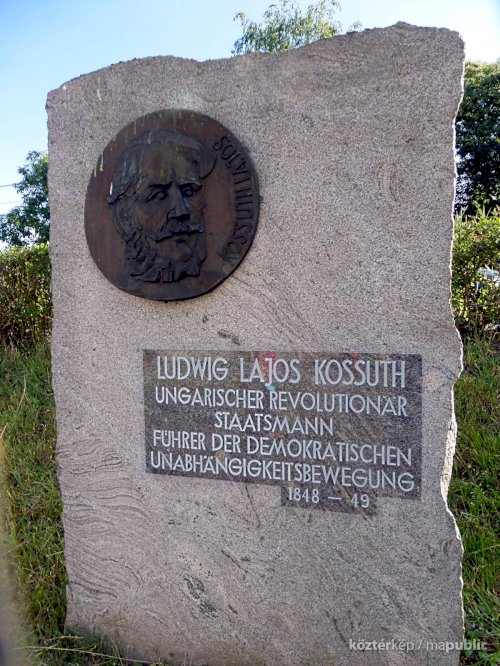 KOSSUTH LAJOS
LUDWIG LAJOS KOSSUTH
UNGARISCHER REVOLUTIONÄR
STAATSMANN
FÜHRER DER DEMOKRATISCHEN
UNABHÄNGIGKEITSBEWEGUNG
1848 – 49
köztérkép / mapublic